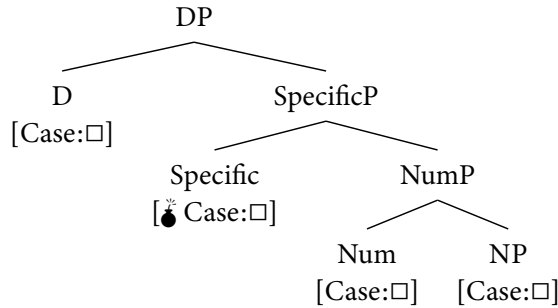 DP
D SpecificP
[Case:□]
Specific NumP
[💣Case:□]
Num NP
[Case:□] [Case:□]